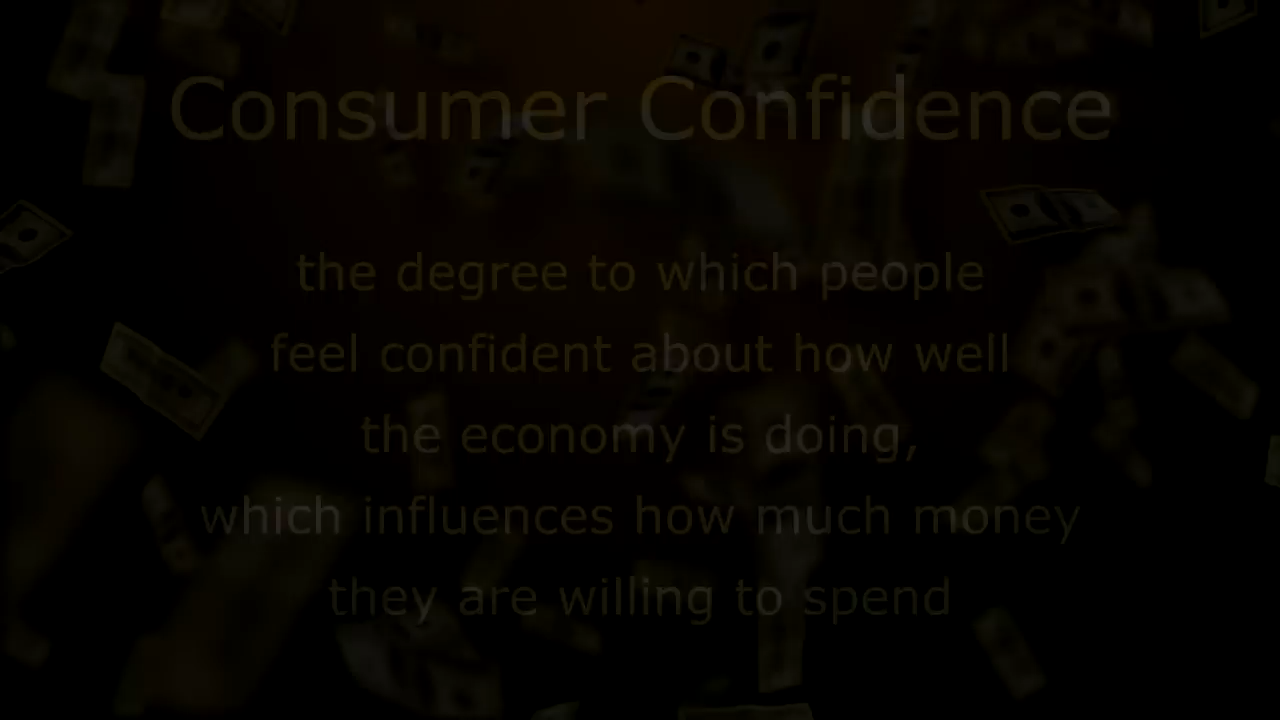 Consumer Confidence
the degree to which people
feel confident about how well
the economy is doing,
which influences how much money
they are willing to spend